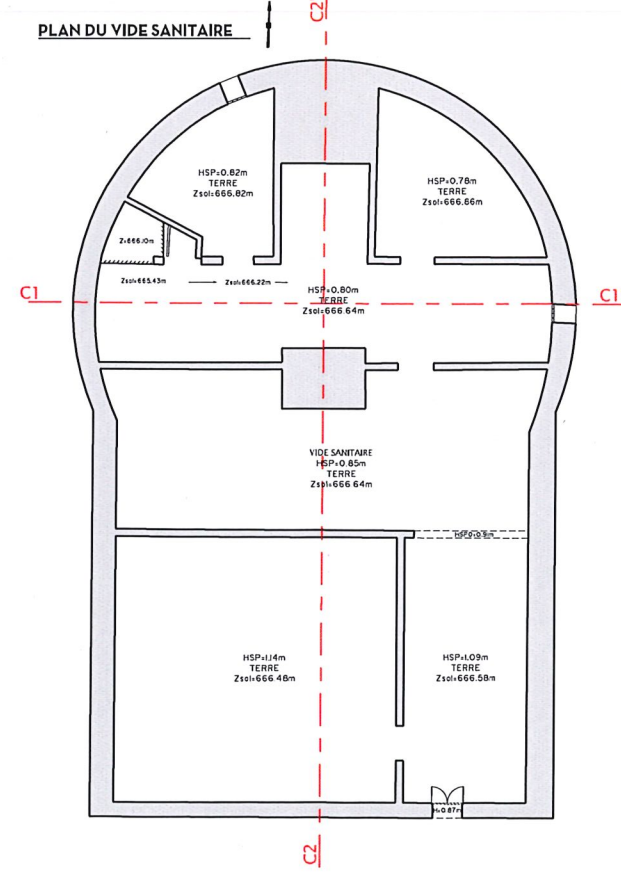 C2
PLAN DU VIDE SANITAIRE
HSP=0.82m
TERRE
Zsol=666.82m
HSP=0.78m
TERRE
Zsol=666.86m
Z=666.10m
Zsol=665.43m
Zsol=666.22m
C1
HSP=0.80m
TERRE
Zsol=666.64m
C1
VIDE SANITAIRE
HSP=0.85m
TERRE
Zsol=666.64m
HSP=1.14m
TERRE
Zsol=666.48m
HSP=1.09m
TERRE
Zsol=666.58m
H=0.87m
C2